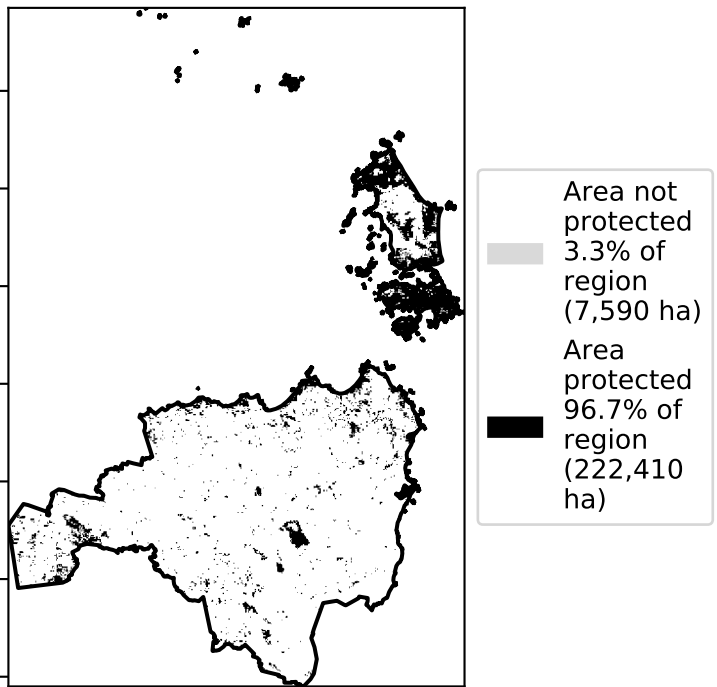 Area not
protected
3.3% of
region
(7,590 ha)
Area
protected
96.7% of
region
(222,410
ha)